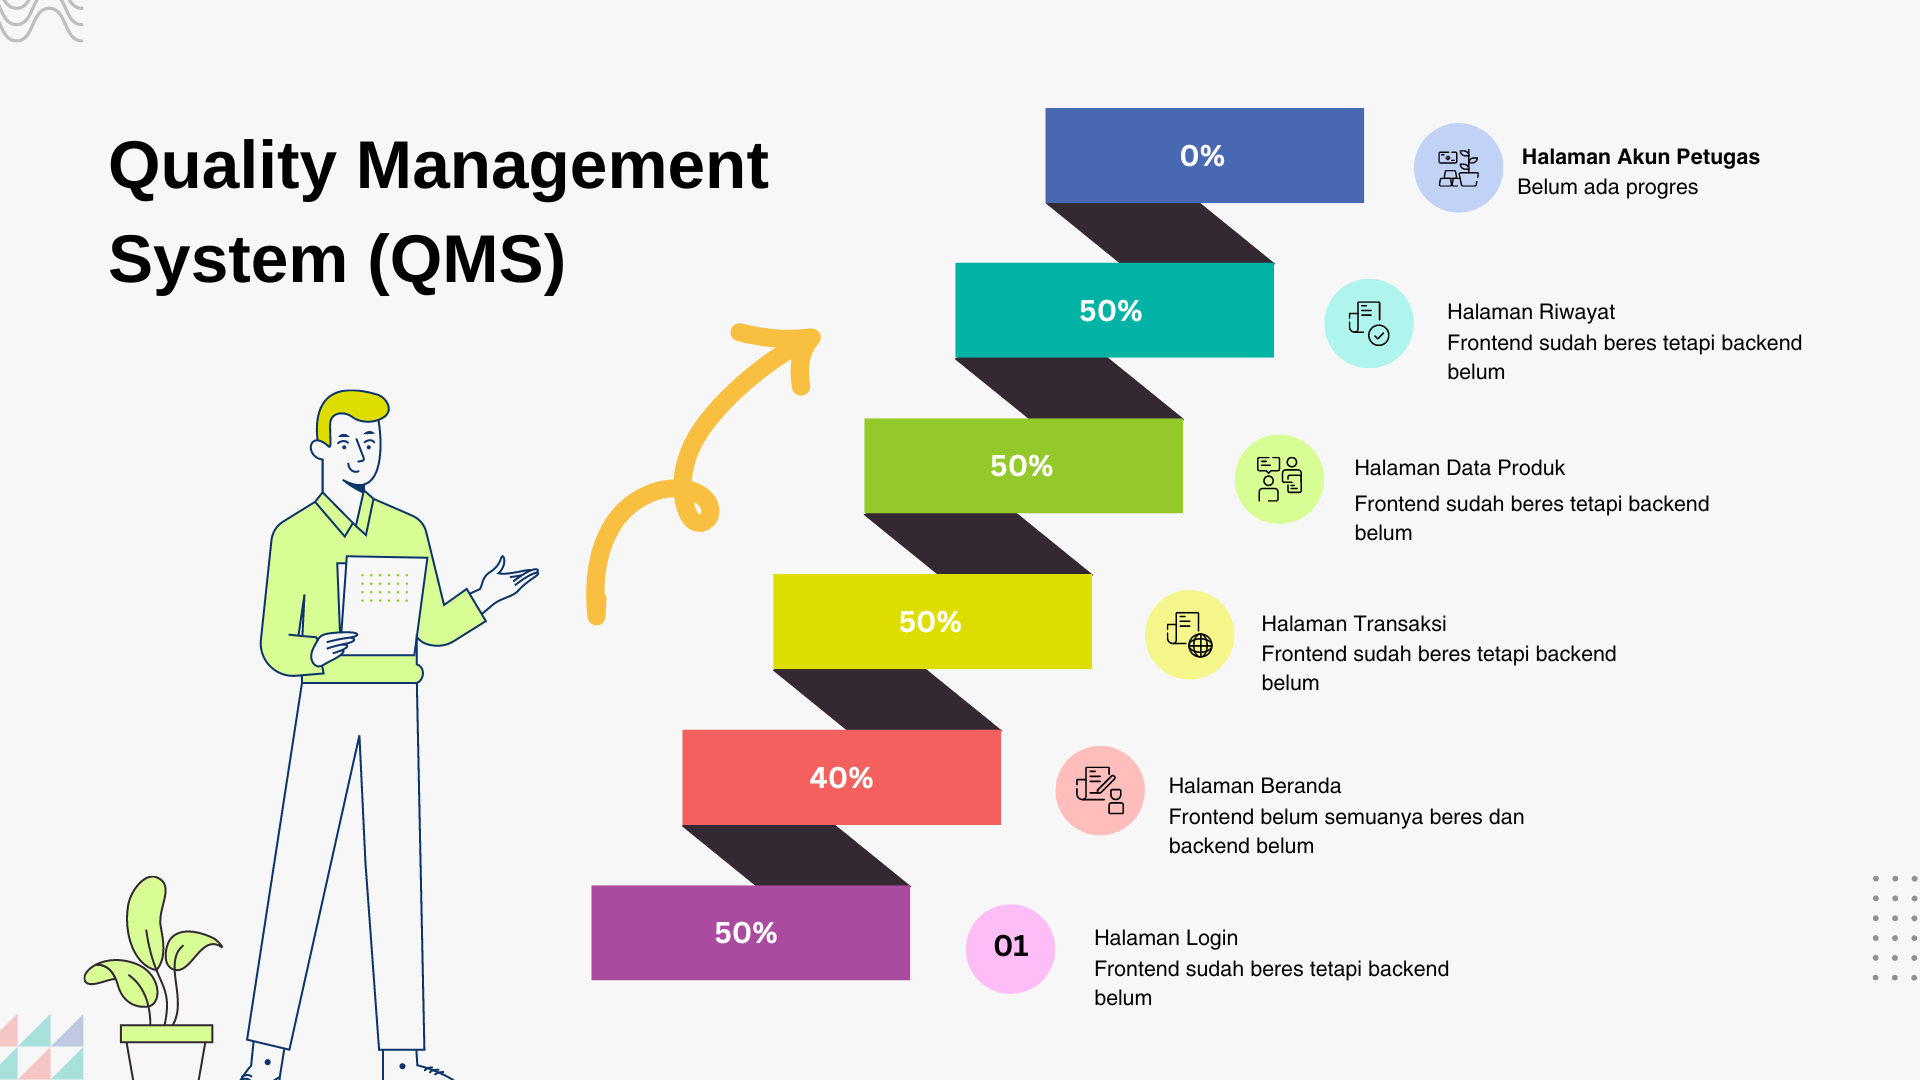 Quality Management
System (QMS)
0%
Halaman Akun Petugas
Belum ada progres
50%
Halaman Riwayat
Frontend sudah beres tetapi backend
belum
50%
Halaman Data Produk
Frontend sudah beres tetapi backend
belum
50%
Halaman Transaksi
Frontend sudah beres tetapi backend
belum
40%
Halaman Beranda
Frontend belum semuanya beres dan
backend belum
50%
01
Halaman Login
Frontend sudah beres tetapi backend
belum